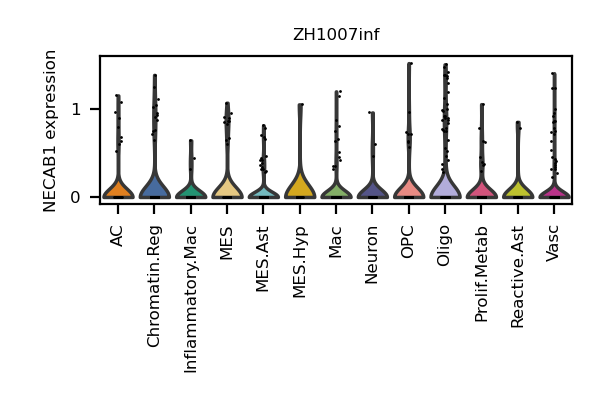 ZH1007inf
NECAB1 expression
1
0
AC
Chromatin.Reg
Inflammatory.Mac
MES
MES.Ast
MES.Hyp
Mac
Neuron
OPC
Oligo
Prolif.Metab
Reactive.Ast
Vasc